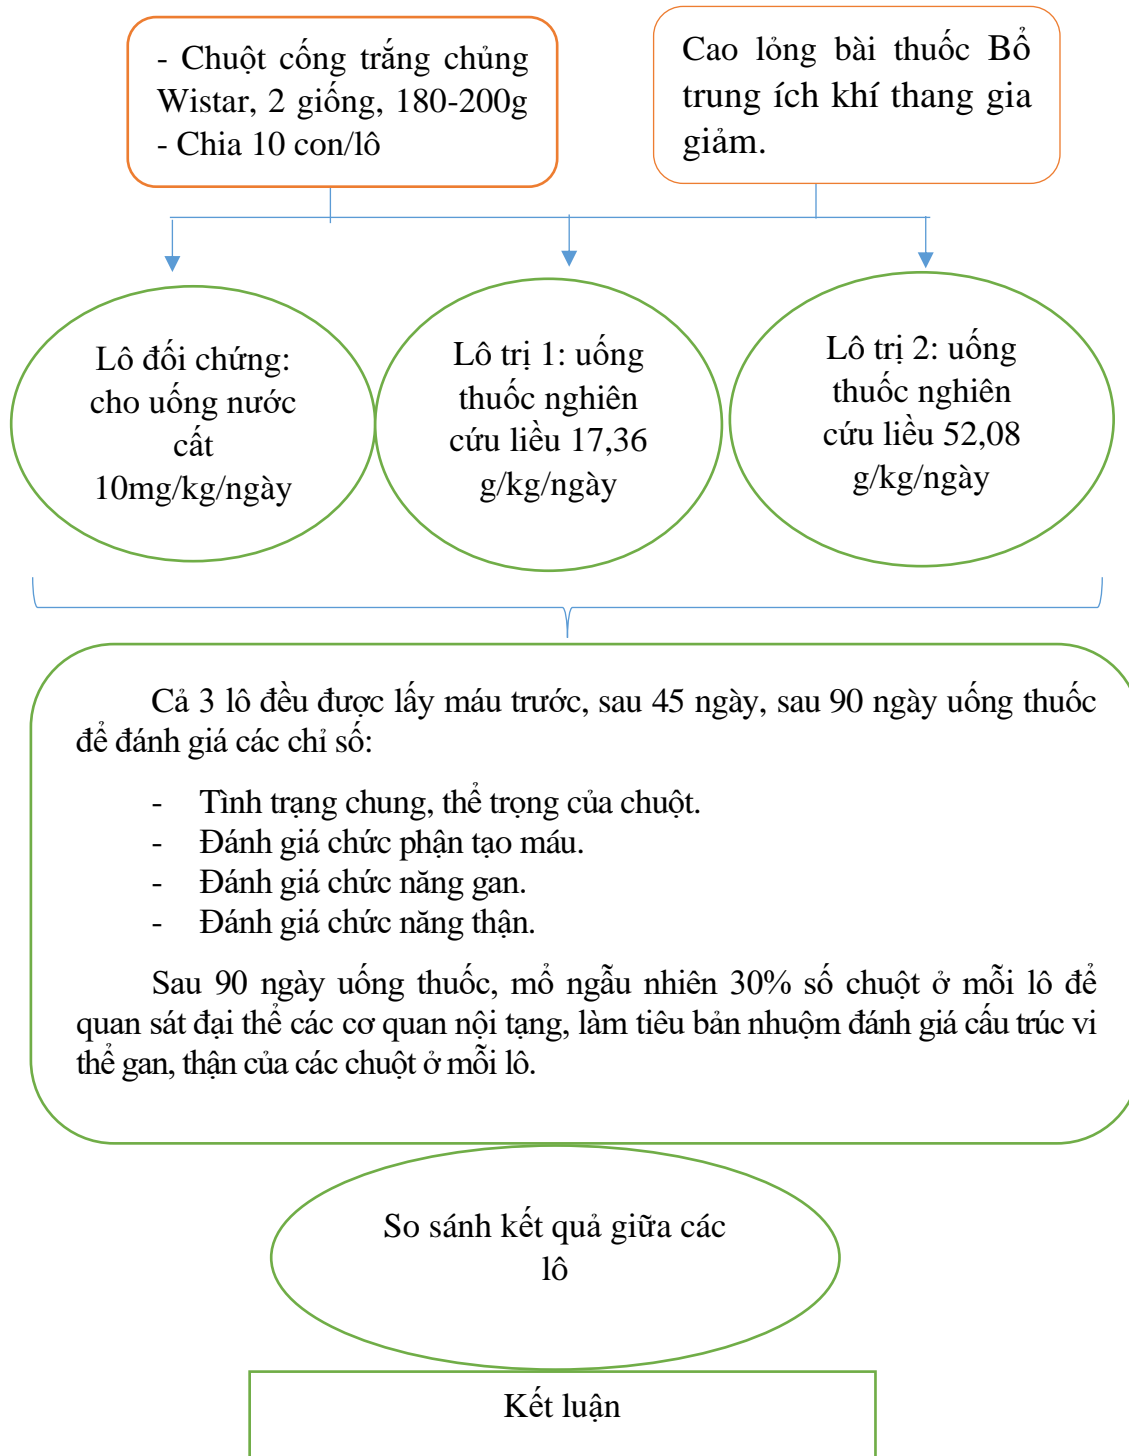 - Chuột cống trắng chủng
Wistar, 2 giống, 180-200g
- Chia 10 con/lô
Cao lỏng bài thuốc Bổ
trung ích khí thang gia
giảm.
Lô đối chứng:
cho uống nước
cất
10mg/kg/ngày
Lô trị 1: uống
thuốc nghiên
cứu liều 17,36
g/kg/ngày
Lô trị 2: uống
thuốc nghiên
cứu liều 52,08
g/kg/ngày
Cả 3 lô đều được lấy máu trước, sau 45 ngày, sau 90 ngày uống thuốc
để đánh giá các chỉ số:
- Tình trạng chung, thể trọng của chuột.
- Đánh giá chức phận tạo máu.
- Đánh giá chức năng gan.
- Đánh giá chức năng thận.
Sau 90 ngày uống thuốc, mổ ngẫu nhiên 30% số chuột ở mỗi lô để
quan sát đại thể các cơ quan nội tạng, làm tiêu bản nhuộm đánh giá cấu trúc vi
thể gan, thận của các chuột ở mỗi lô.
So sánh kết quả giữa các
lô
Kết luận